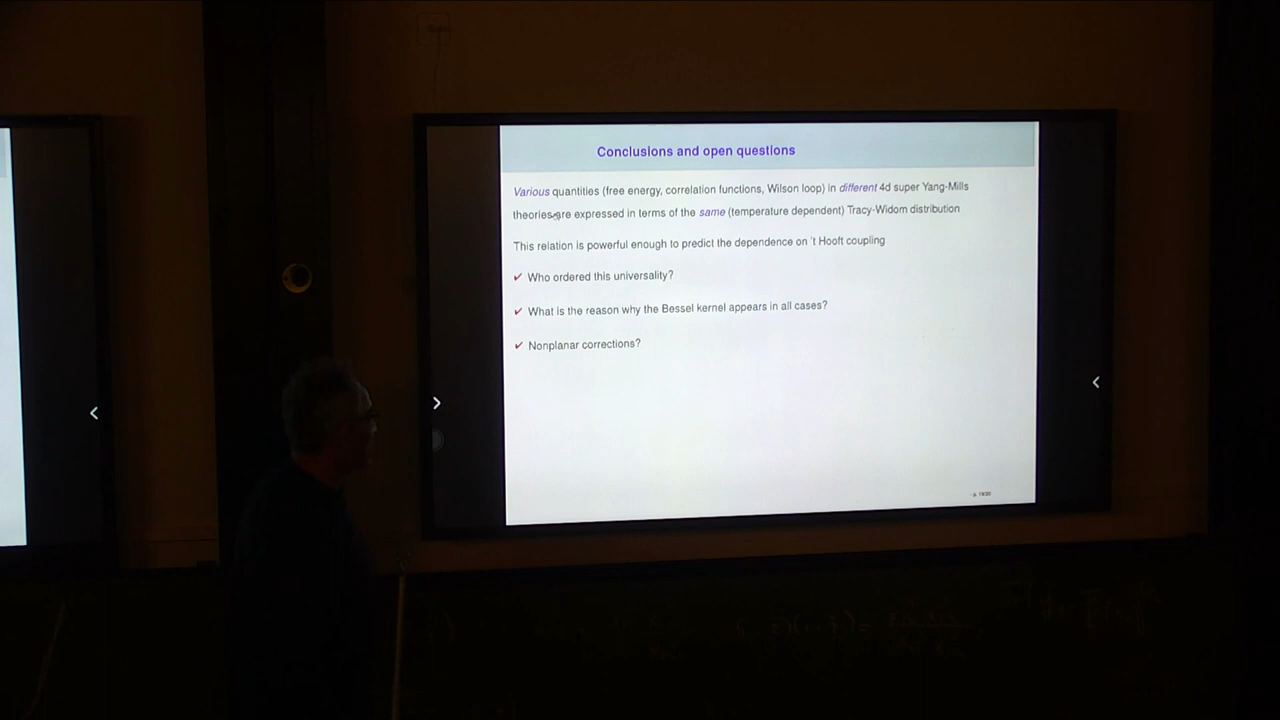 Conclusions and open questions
Various quantities (free energy, correlation functions, Wilson loop) in different 4d super Yang-Mills
theories are expressed in terms of the same (temperature dependent) Tracy-Widom distribution
This relation is powerful enough to predict the dependence on 't Hooft coupling
✔ Who ordered this universality?
✔ What is the reason why the Bessel kernel appears in all cases?
✔ Nonplanar corrections?